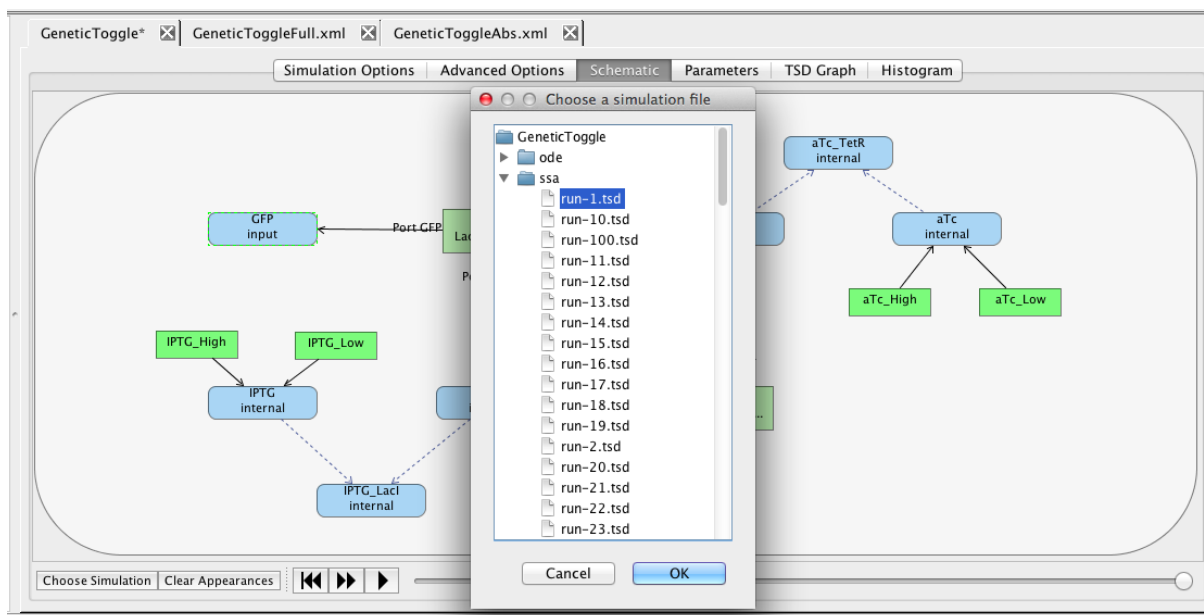 GeneticToggle*
GeneticToggleFull.xml
GeneticToggleAbs.xml
Simulation Options
Advanced Options
Schematic
Parameters
TSD Graph
Histogram
Choose a simulation file
GeneticToggle
ode
ssa
run-1.tsd
run-10.tsd
run-100.tsd
run-11.tsd
run-12.tsd
run-13.tsd
run-14.tsd
run-15.tsd
run-16.tsd
run-17.tsd
run-18.tsd
run-19.tsd
run-2.tsd
run-20.tsd
run-21.tsd
run-22.tsd
run-23.tsd
Cancel
OK
GFP
input
Port GFP
aTc_TetR
internal
aTc
internal
aTc_High
aTc_Low
IPTG_High
IPTG_Low
IPTG
internal
IPTG_LacI
internal
Choose Simulation
Clear Appearances